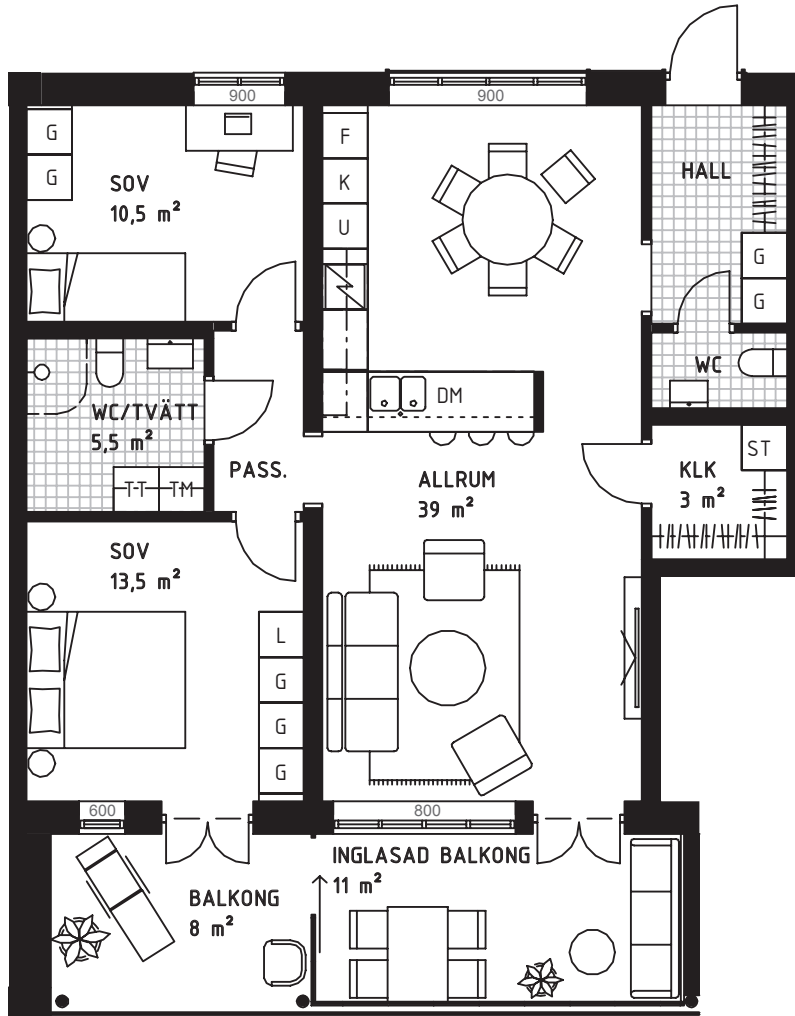 900
900
G
G
SOV
10,5 m²
F
K
U
HALL
G
G
WC
WC/TVÄTT
5,5 m²
TT
TM
DM
PASS.
ALLRUM
39 m²
ST
KLK
3 m²
SOV
13,5 m²
L
G
G
G
600
800
INGLASAD BALKONG
11 m²
BALKONG
8 m²